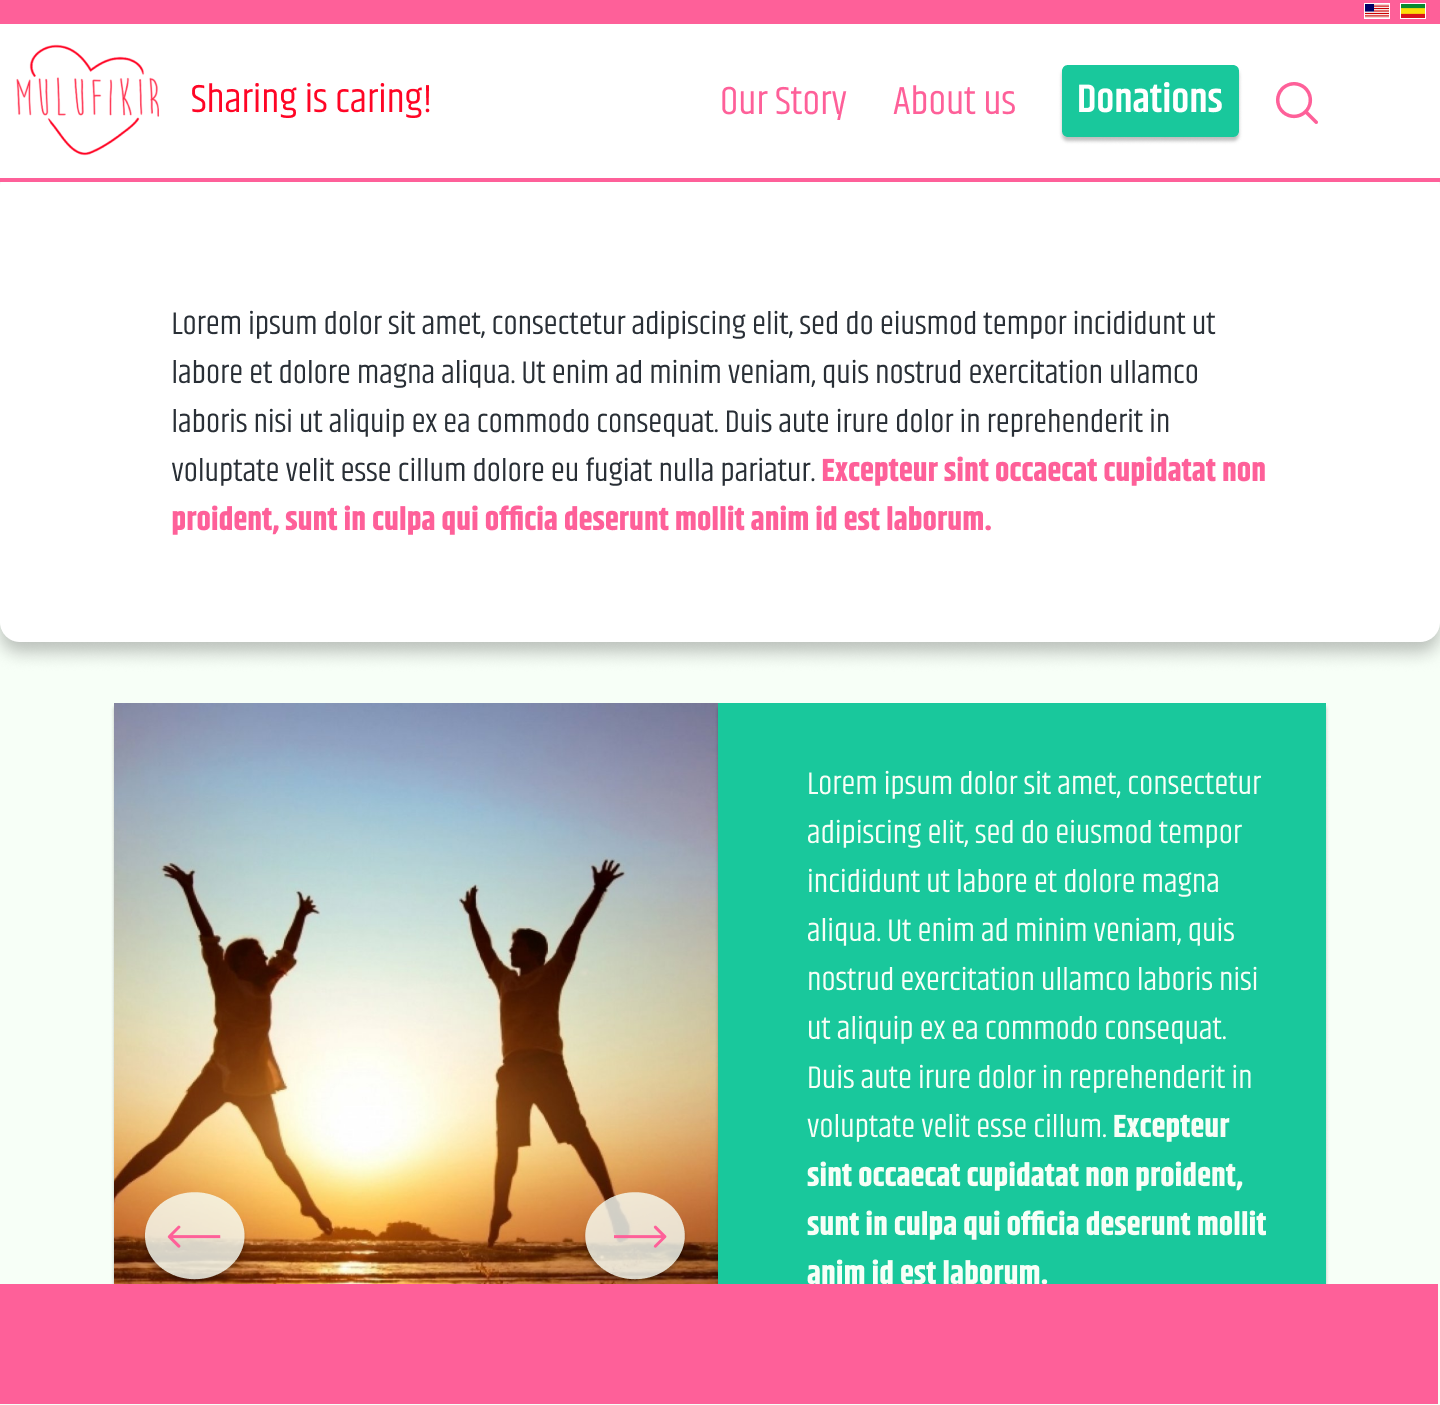 MULUFIKIR
Sharing is caring!
Our Story
About us
Donations
Lorem ipsum dolor sit amet, consectetur adipiscing elit, sed do eiusmod tempor incididunt ut
labore et dolore magna aliqua. Ut enim ad minim veniam, quis nostrud exercitation ullamco
laboris nisi ut aliquip ex ea commodo consequat. Duis aute irure dolor in reprehenderit in
voluptate velit esse cillum dolore eu fugiat nulla pariatur. Excepteur sint occaecat cupidatat non
proident, sunt in culpa qui officia deserunt mollit anim id est laborum.
Lorem ipsum dolor sit amet, consectetur
adipiscing elit, sed do eiusmod tempor
incididunt ut labore et dolore magna
aliqua. Ut enim ad minim veniam, quis
nostrud exercitation ullamco laboris nisi
ut aliquip ex ea commodo consequat.
Duis aute irure dolor in reprehenderit in
voluptate velit esse cillum. Excepteur
sint occaecat cupidatat non proident,
sunt in culpa qui officia deserunt mollit
anim id est laborum.